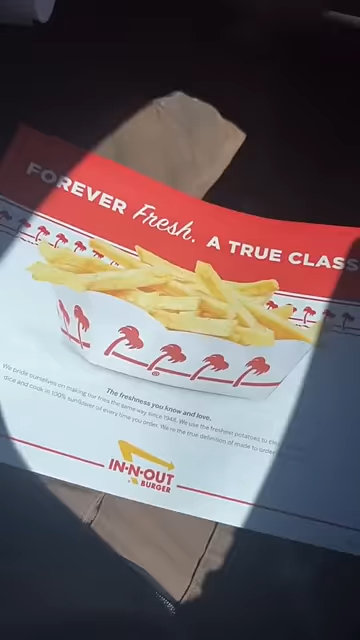 FOREVER Fresh. A TRUE CLASS
The freshness you know and love.
We pride ourselves on making our fries the same way since 1948. We use the freshest potatoes to
dice and cook in 100% sunflower oil every time you order. We're the true definition of made to order
IN-N-OUT
BURGER